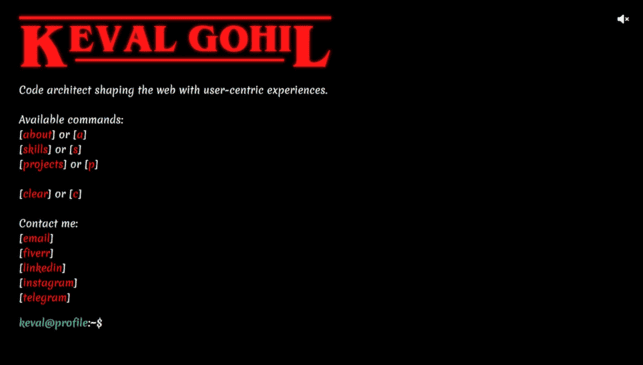 KEVAL GOHIL
Code architect shaping the web with user-centric experiences.
Available commands:
[about] or [a]
[skills] or [s]
[projects] or [p]
[clear] or [c]
Contact me:
[email]
[fiverr]
[linkedin]
[instagram]
[telegram]
keval@profile:~$